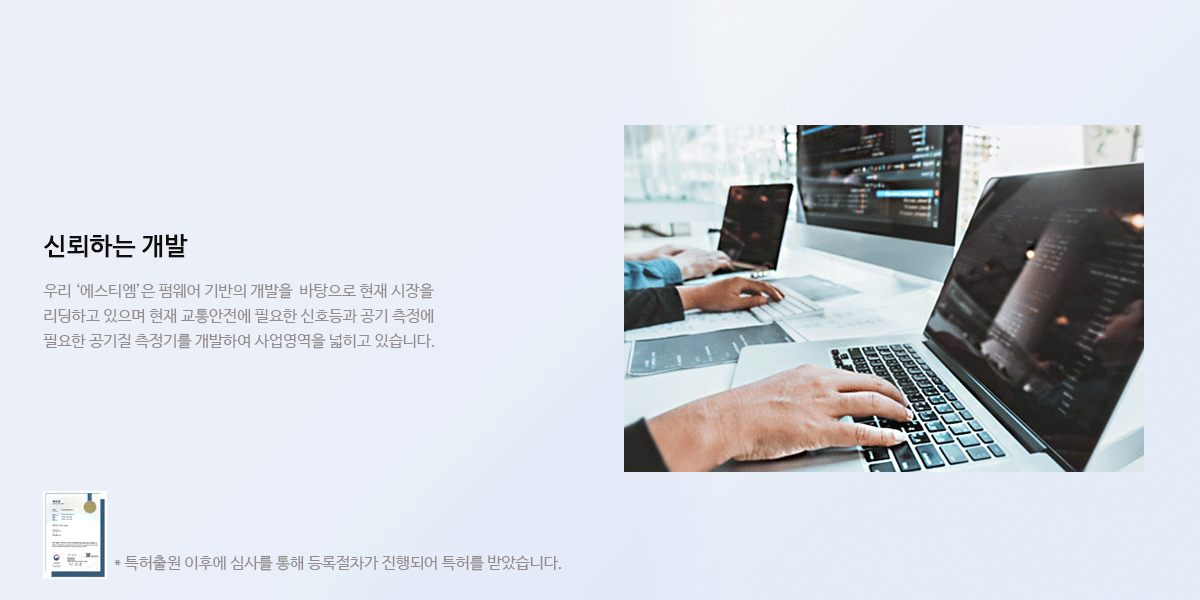 신뢰하는 개발
우리 ‘에스티엠’은 펌웨어 기반의 개발을 바탕으로 현재 시장을
리딩하고 있으며 현재 교통안전에 필요한 신호등과 공기 측정에
필요한 공기질 측정기를 개발하여 사업영역을 넓히고 있습니다.
* 특허출원 이후에 심사를 통해 등록절차가 진행되어 특허를 받았습니다.